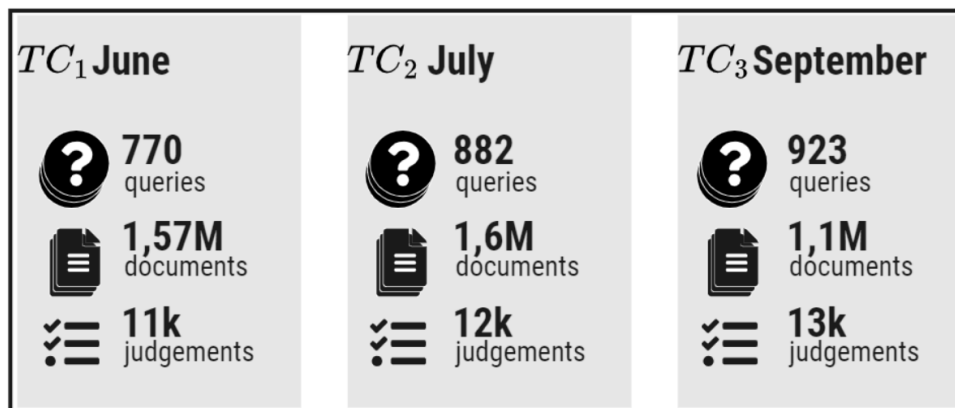 TC₁ June
770
queries
1,57M
documents
11k
judgements
TC₂ July
882
queries
1,6M
documents
12k
judgements
TC₃ September
923
queries
1,1M
documents
13k
judgements